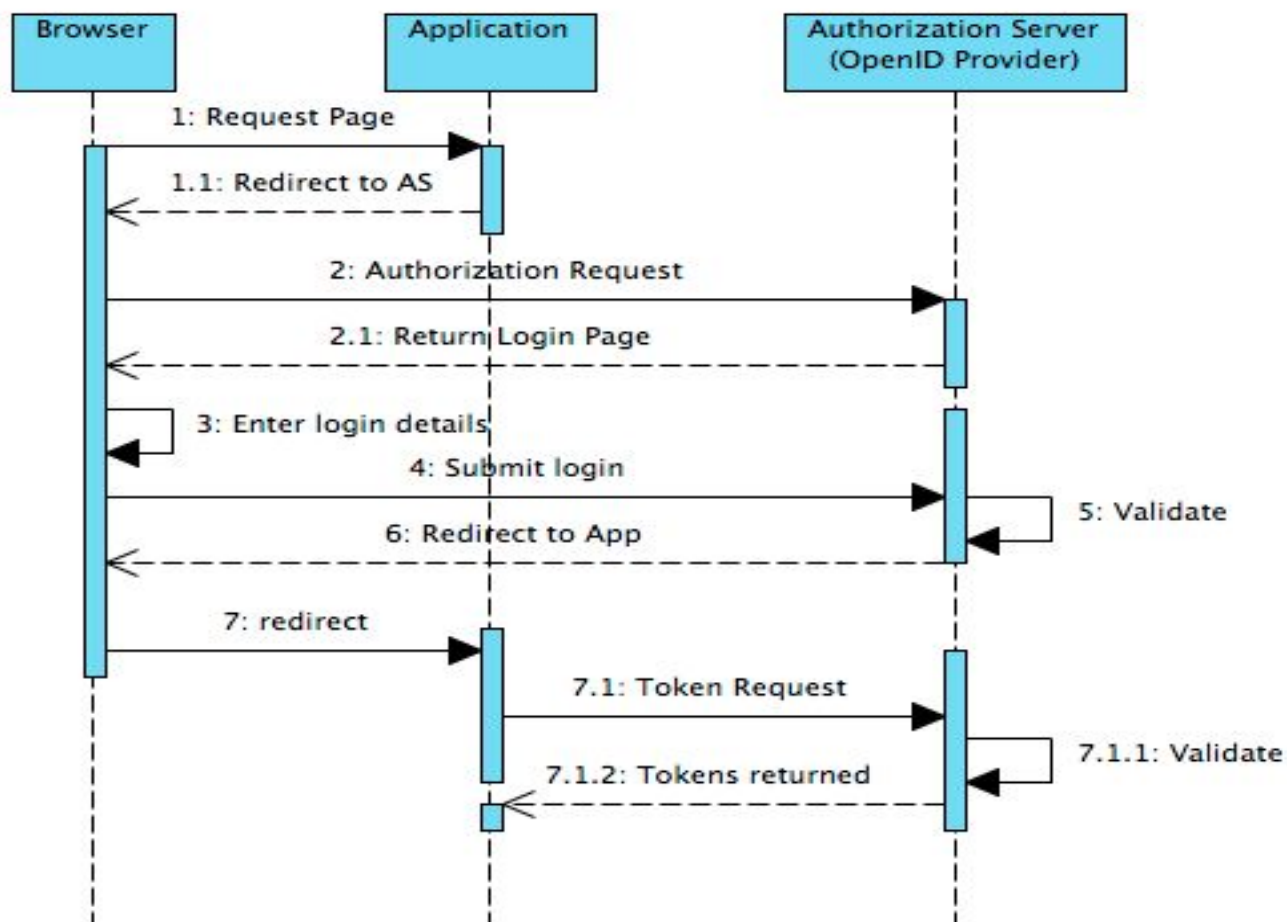 Browser
Application
Authorization Server
(OpenID Provider)
1: Request Page
1.1: Redirect to AS
2: Authorization Request
2.1: Return Login Page
3: Enter login details
4: Submit login
5: Validate
6: Redirect to App
7: redirect
7.1: Token Request
7.1.1: Validate
7.1.2: Tokens returned